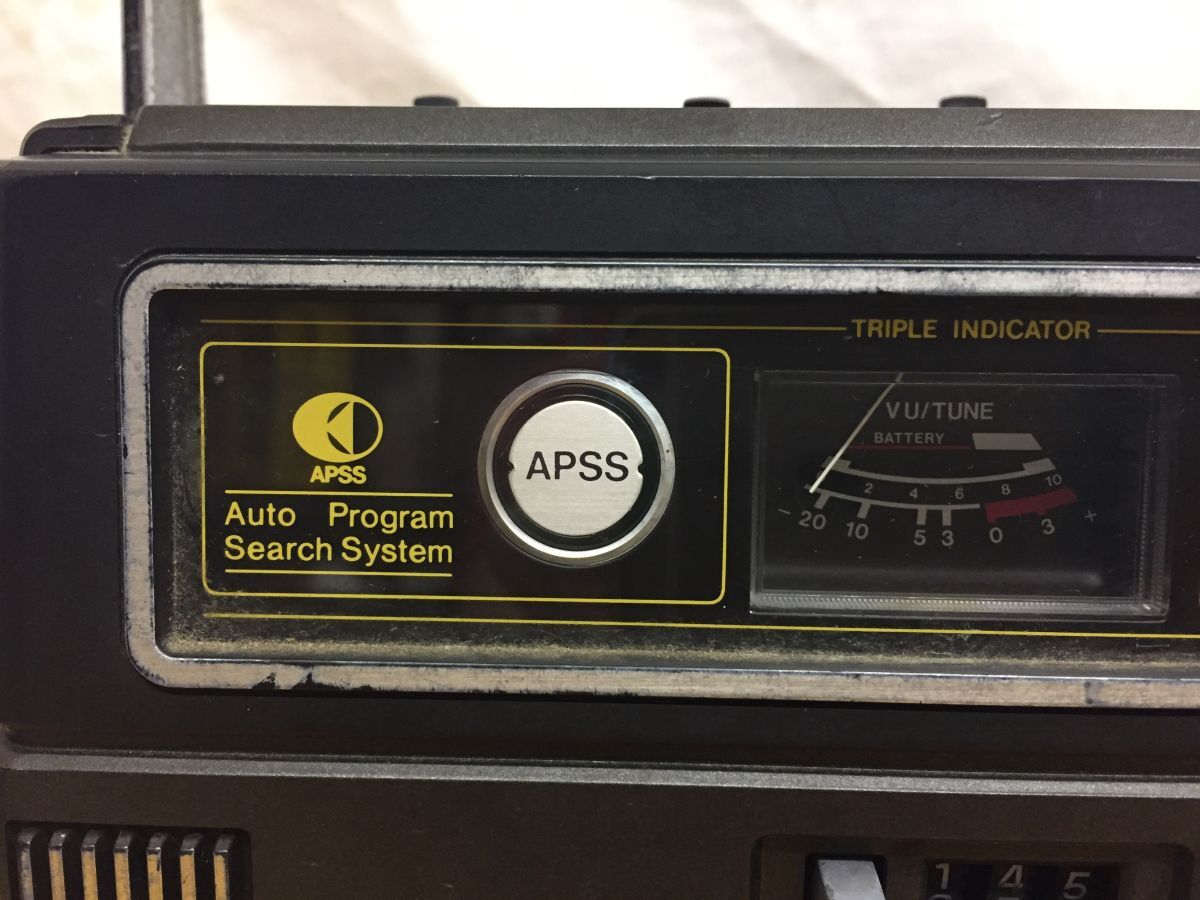 TRIPLE INDICATOR
APSS
Auto Program
Search System
APSS
VU/TUNE
BATTERY
2 4 6 8 10
- 20 10 5 3 0 3 +
1 4 5